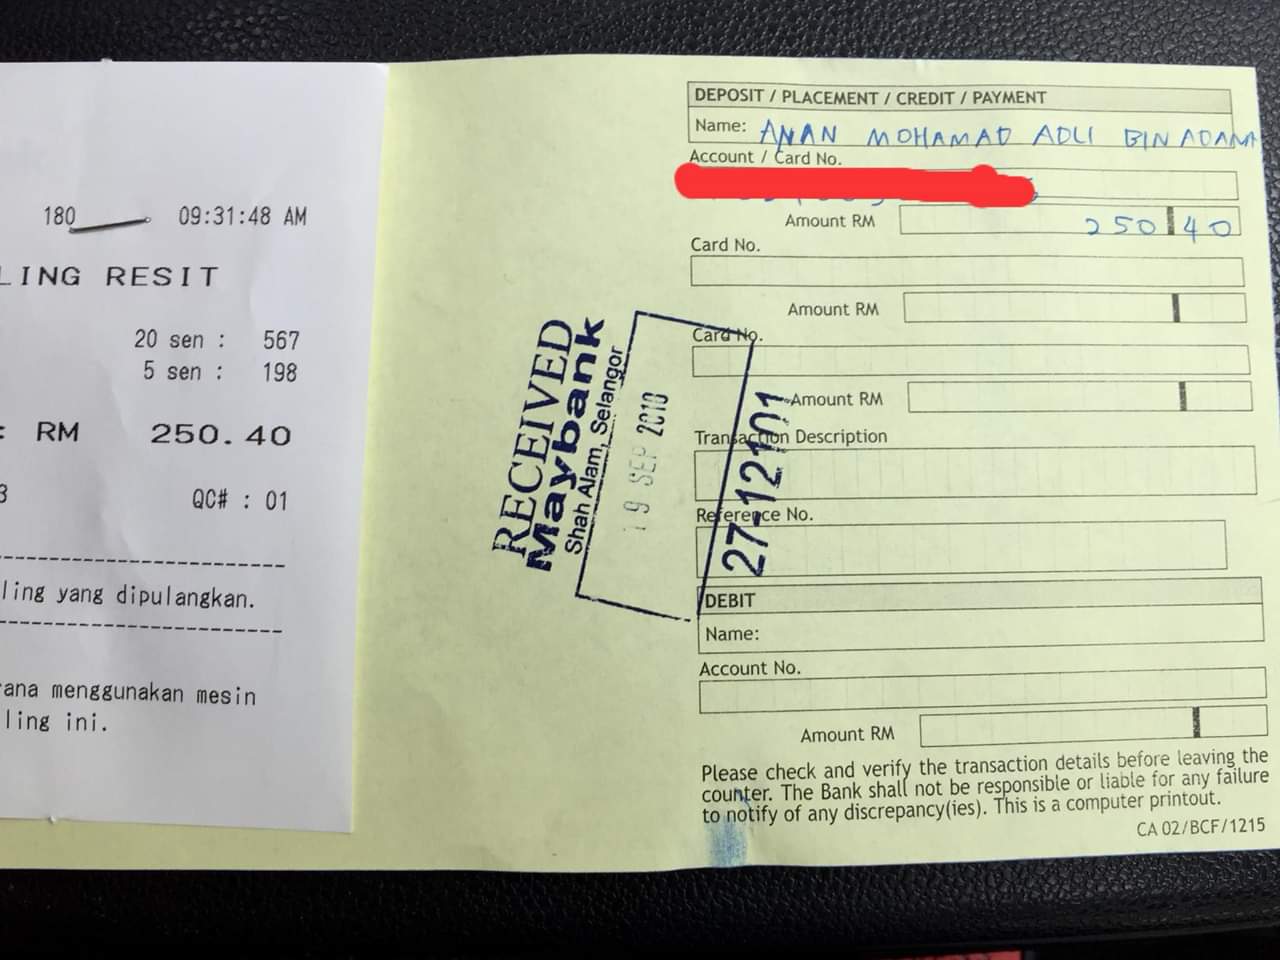 180 09:31:48 AM
LING RESIT
20 sen : 567
5 sen : 198
: RM 250.40
3 QC# : 01
ling yang dipulangkan.
ana menggunakan mesin
ling ini.
RECEIVED
Maybank
Shah Alam, Selangor
19 SEP 2010
27-12101
DEPOSIT / PLACEMENT / CREDIT / PAYMENT
Name: AMAN MOHAMAD ADLI BIN ADAM
Account / Card No.
Amount RM 250 40
Card No.
Amount RM
Card No.
Amount RM
Transaction Description
Reference No.
DEBIT
Name:
Account No.
Amount RM
Please check and verify the transaction details before leaving the
counter. The Bank shall not be responsible or liable for any failure
to notify of any discrepancy(ies). This is a computer printout.
CA 02/BCF/1215